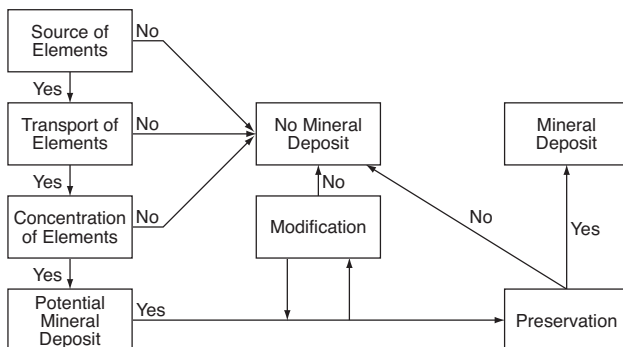 Source of
Elements
No
Yes
Transport of
Elements
No
No Mineral
Deposit
Mineral
Deposit
Yes
No
Concentration
of Elements
No
Modification
No
Yes
Yes
Potential
Mineral
Deposit
Yes
Preservation